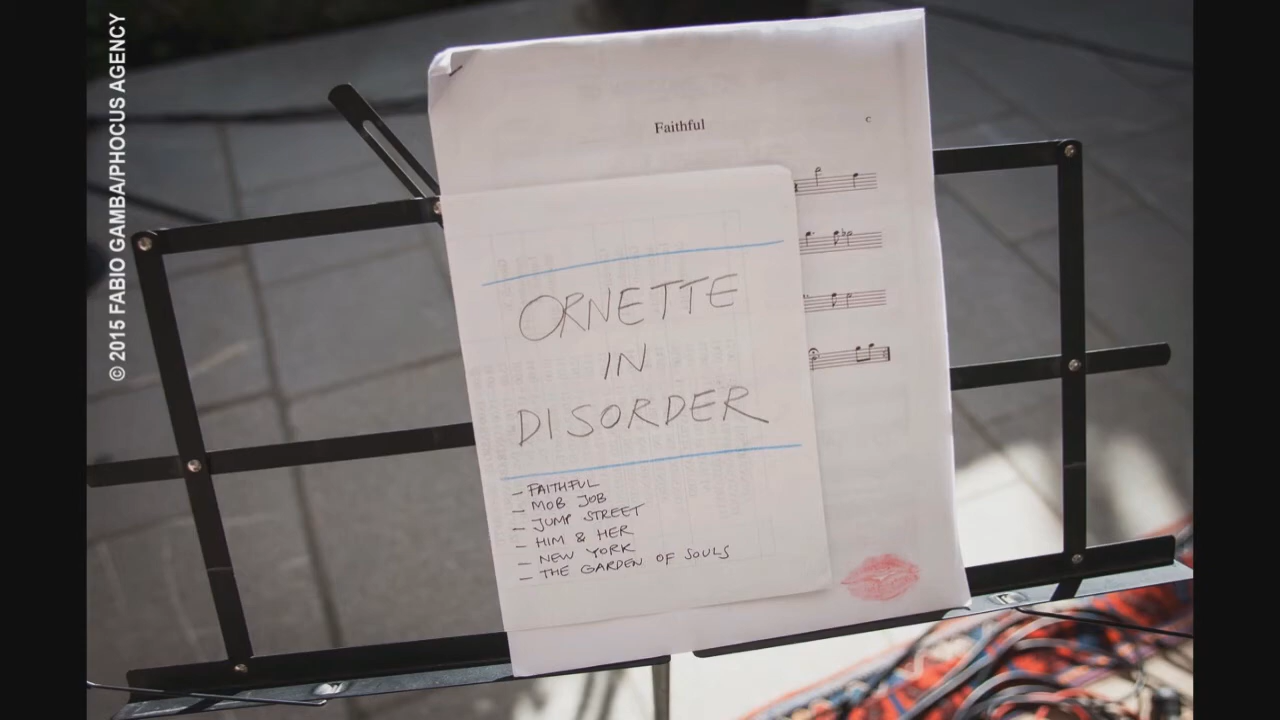 © 2015 FABIO GAMBA/PHOCUS AGENCY
Faithful
C
ORNETTE
IN
DISORDER
- FAITHFUL
- MOB JOB
- JUMP STREET
- HIM & HER
- NEW YORK
- THE GARDEN OF SOULS